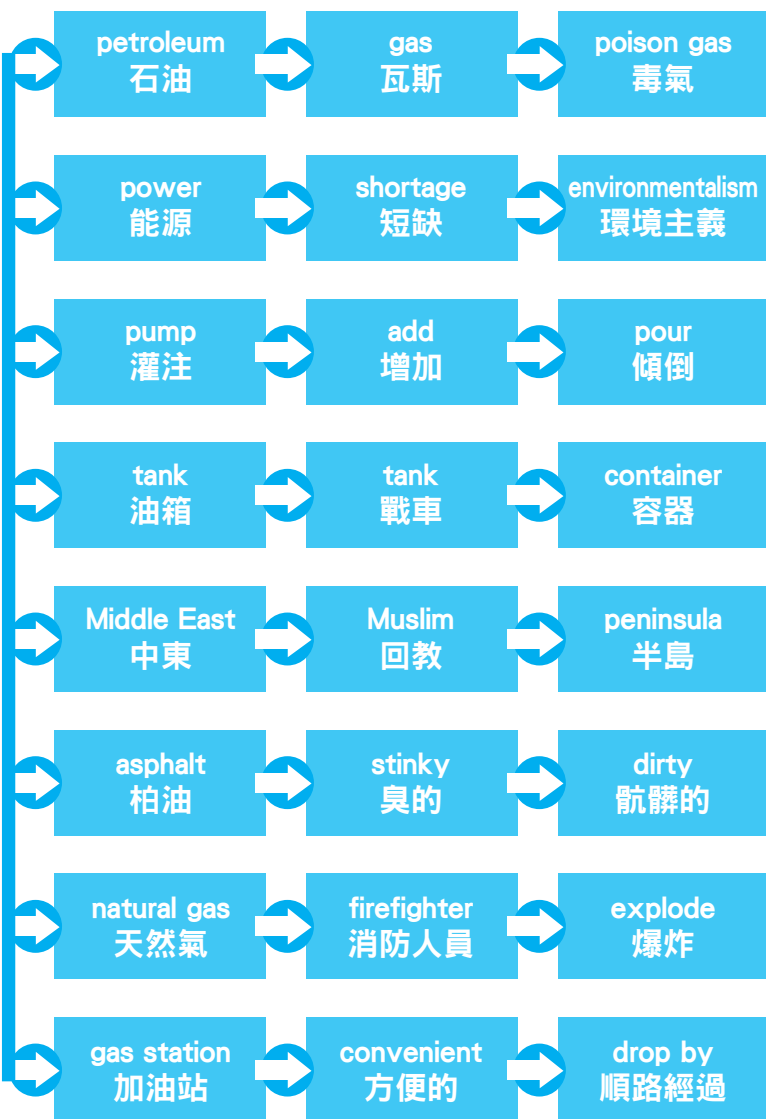 petroleum
石油
gas
瓦斯
poison gas
毒氣
power
能源
shortage
短缺
environmentalism
環境主義
pump
灌注
add
增加
pour
傾倒
tank
油箱
tank
戰車
container
容器
Middle East
中東
Muslim
回教
peninsula
半島
asphalt
柏油
stinky
臭的
dirty
骯髒的
natural gas
天然氣
firefighter
消防人員
explode
爆炸
gas station
加油站
convenient
方便的
drop by
順路經過